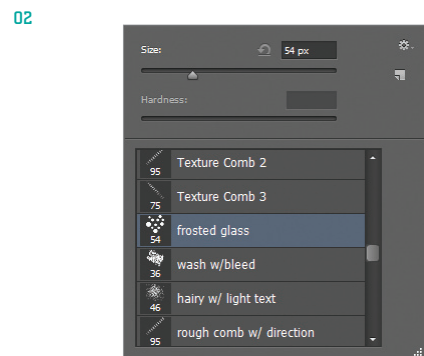 02
Size:
54 px
Hardness:
95
Texture Comb 2
75
Texture Comb 3
54
frosted glass
36
wash w/bleed
46
hairy w/ light text
95
rough comb w/ direction